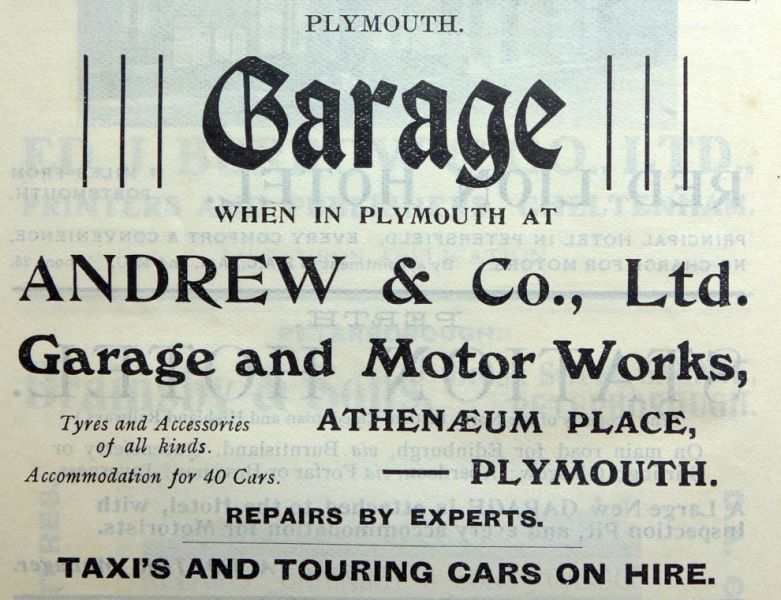 PLYMOUTH.
Garage
WHEN IN PLYMOUTH AT
ANDREW & Co., Ltd.
Garage and Motor Works,
Tyres and Accessories
of all kinds.
Accommodation for 40 Cars.
ATHENÆUM PLACE,
PLYMOUTH.
REPAIRS BY EXPERTS.
TAXI'S AND TOURING CARS ON HIRE.